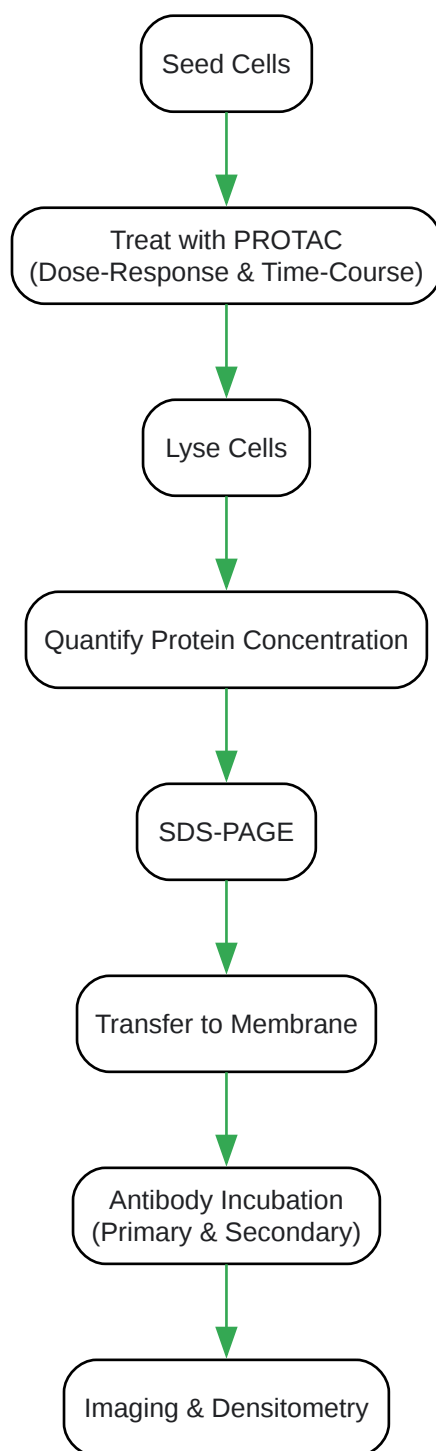 Seed Cells
Treat with PROTAC
(Dose-Response & Time-Course)
Lyse Cells
Quantify Protein Concentration
SDS-PAGE
Transfer to Membrane
Antibody Incubation
(Primary & Secondary)
Imaging & Densitometry